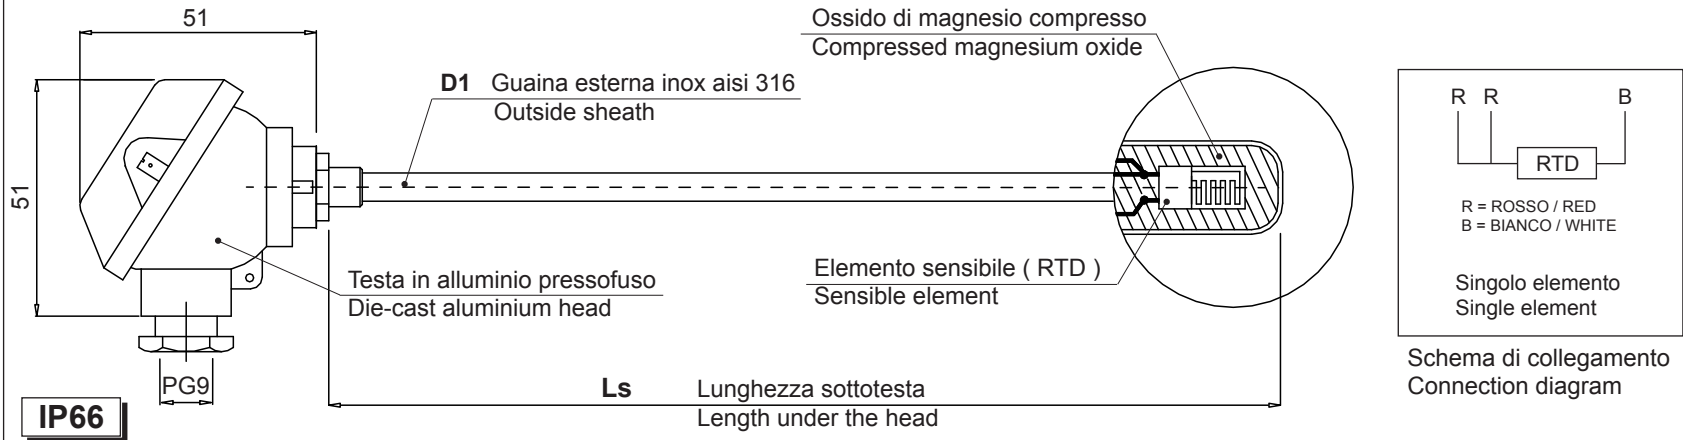 51
51
D1 Guaina esterna inox aisi 316
Outside sheath
Ossido di magnesio compresso
Compressed magnesium oxide
Testa in alluminio pressofuso
Die-cast aluminium head
Elemento sensibile ( RTD )
Sensible element
PG9
IP66
Ls Lunghezza sottotesta
Length under the head
R R B
RTD
R = ROSSO / RED
B = BIANCO / WHITE
Singolo elemento
Single element
Schema di collegamento
Connection diagram